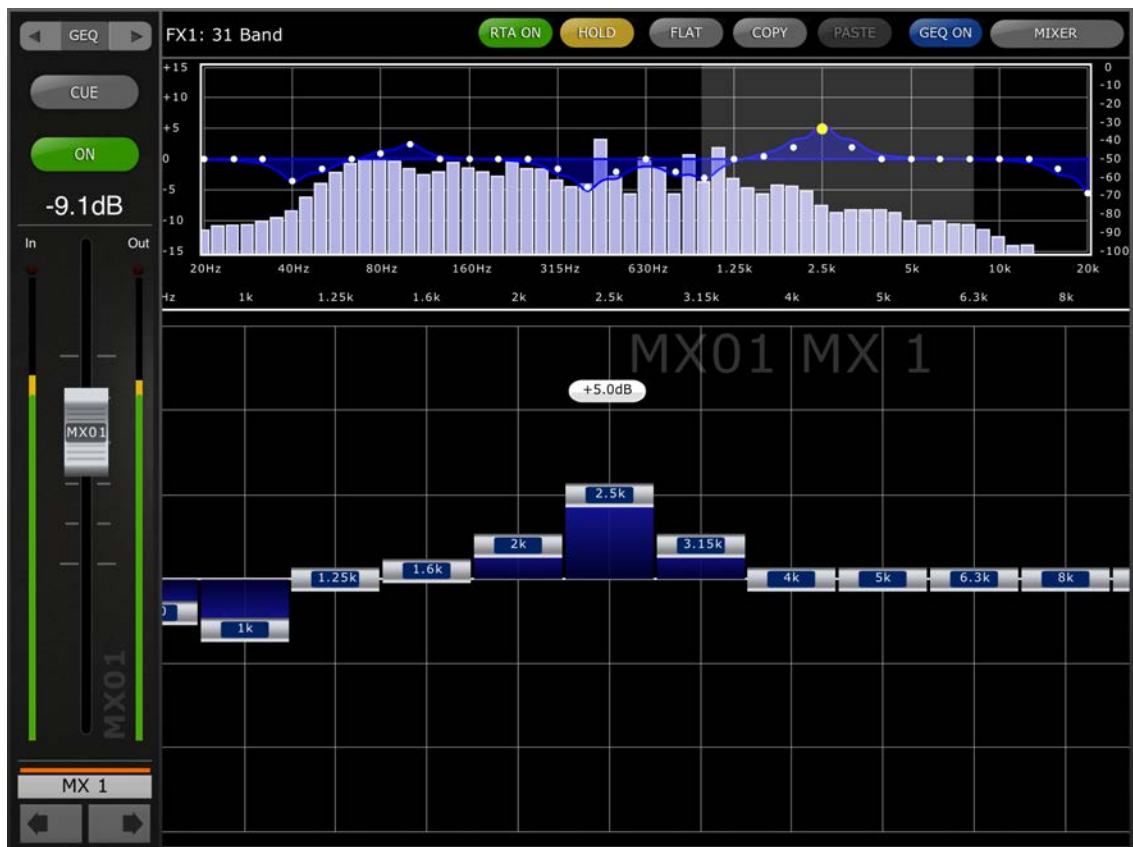 GEQ
FX1: 31 Band
RTA ON
HOLD
FLAT
COPY
PASTE
GEQ ON
MIXER
CUE
ON
-9.1dB
In
Out
MX01
MX01
MX 1
+15
+10
+5
0
-5
-10
-15
0
-10
-20
-30
-40
-50
-60
-70
-80
-90
-100
20Hz 40Hz 80Hz 160Hz 315Hz 630Hz 1.25k 2.5k 5k 10k 20k
Hz 1k 1.25k 1.6k 2k 2.5k 3.15k 4k 5k 6.3k 8k
MX01 MX 1
+5.0dB
2.5k
2k
3.15k
1.6k
1.25k
4k
5k
6.3k
8k
0
1k